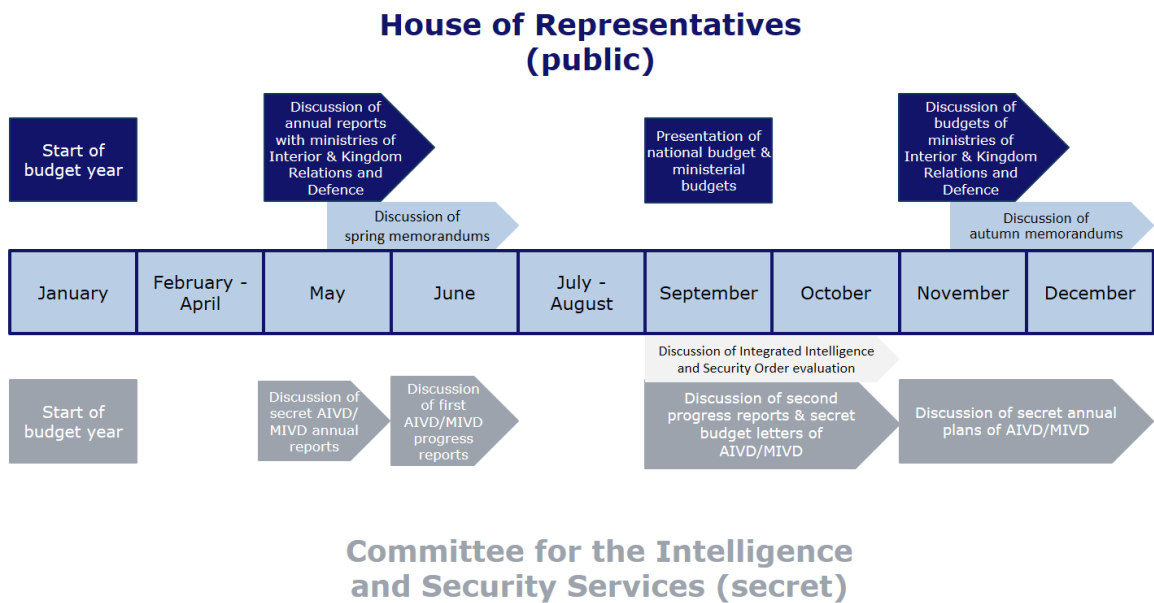 House of Representatives
(public)
Start of
budget year
Discussion of
annual reports
with ministries of
Interior & Kingdom
Relations and
Defence
Presentation of
national budget &
ministerial
budgets
Discussion of
budgets of
ministries of
Interior & Kingdom
Relations and
Defence
Discussion of
spring memorandums
Discussion of
autumn memorandums
January
February -
April
May
June
July -
August
September
October
November
December
Discussion of Integrated Intelligence
and Security Order evaluation
Start of
budget year
Discussion of
secret AIVD/
MIVD annual
reports
Discussion
of first
AIVD/MIVD
progress
reports
Discussion of second
progress reports & secret
budget letters of
AIVD/MIVD
Discussion of secret annual
plans of AIVD/MIVD
Committee for the Intelligence
and Security Services (secret)